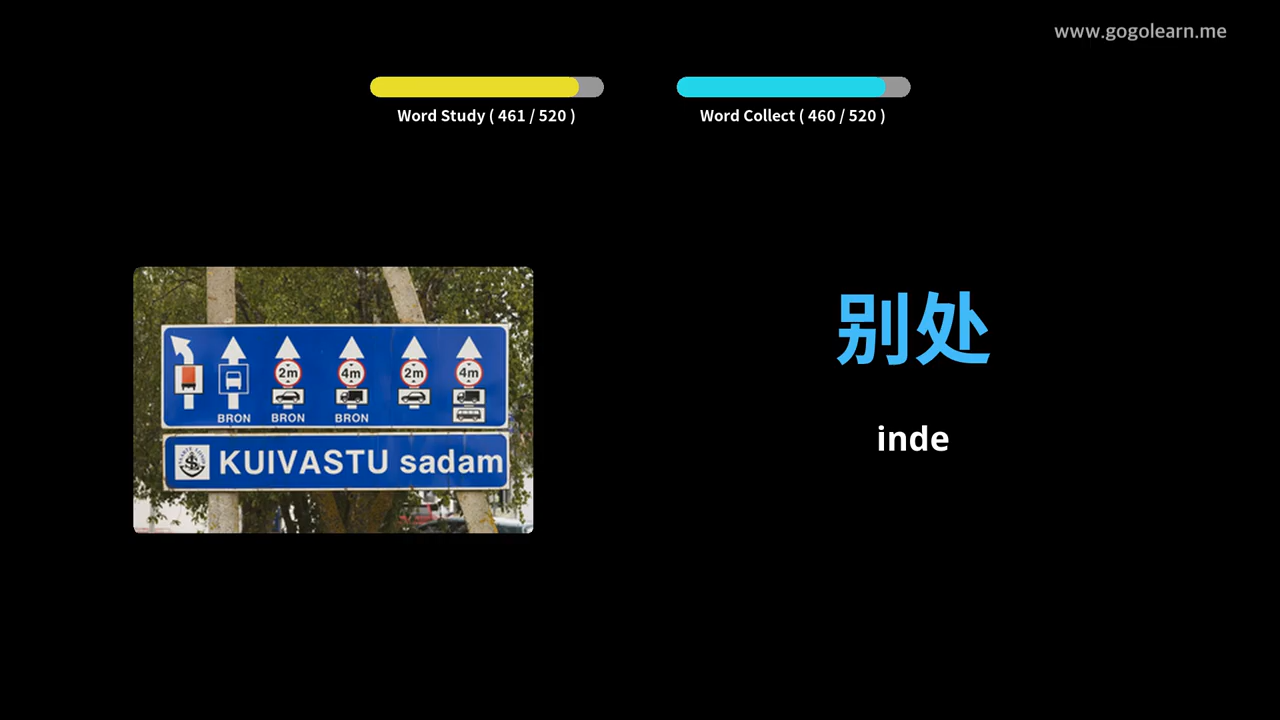 www.gogolearn.me
Word Study ( 461 / 520 )
Word Collect ( 460 / 520 )
2m 4m 2m 4m
BRON BRON BRON
KUIVASTU sadam
别处
inde